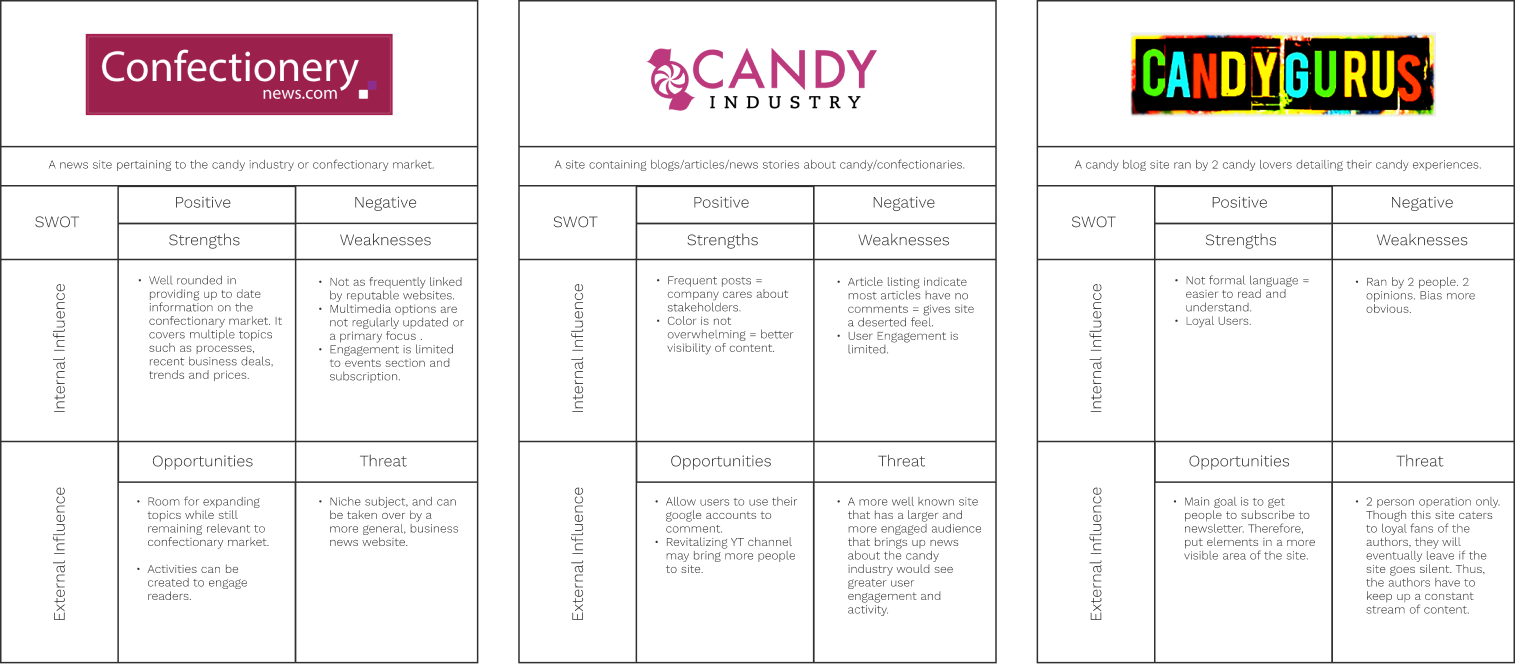 Confectionery
news.com
A news site pertaining to the candy industry or confectionary market.
SWOT
Positive
Negative
Strengths
Weaknesses
Internal Influence
• Well rounded in
providing up to date
information on the
confectionary market. It
covers multiple topics
such as processes,
recent business deals,
trends and prices.
• Not as frequently linked
by reputable websites.
• Multimedia options are
not regularly updated or
a primary focus .
• Engagement is limited
to events section and
subscription.
External Influence
Opportunities
Threat
• Room for expanding
topics while still
remaining relevant to
confectionary market.
• Activities can be
created to engage
readers.
• Niche subject, and can
be taken over by a
more general, business
news website.
CANDY
INDUSTRY
A site containing blogs/articles/news stories about candy/confectionaries.
SWOT
Positive
Negative
Strengths
Weaknesses
Internal Influence
• Frequent posts =
company cares about
stakeholders.
• Color is not
overwhelming = better
visibility of content.
• Article listing indicate
most articles have no
comments = gives site
a deserted feel.
• User Engagement is
limited.
External Influence
Opportunities
Threat
• Allow users to use their
google accounts to
comment.
• Revitalizing YT channel
may bring more people
to site.
• A more well known site
that has a larger and
more engaged audience
that brings up news
about the candy
industry would see
greater user
engagement and
activity.
CANDYGURUS
A candy blog site ran by 2 candy lovers detailing their candy experiences.
SWOT
Positive
Negative
Strengths
Weaknesses
Internal Influence
• Not formal language =
easier to read and
understand.
• Loyal Users.
• Ran by 2 people. 2
opinions. Bias more
obvious.
External Influence
Opportunities
Threat
• Main goal is to get
people to subscribe to
newsletter. Therefore,
put elements in a more
visible area of the site.
• 2 person operation only.
Though this site caters
to loyal fans of the
authors, they will
eventually leave if the
site goes silent. Thus,
the authors have to
keep up a constant
stream of content.